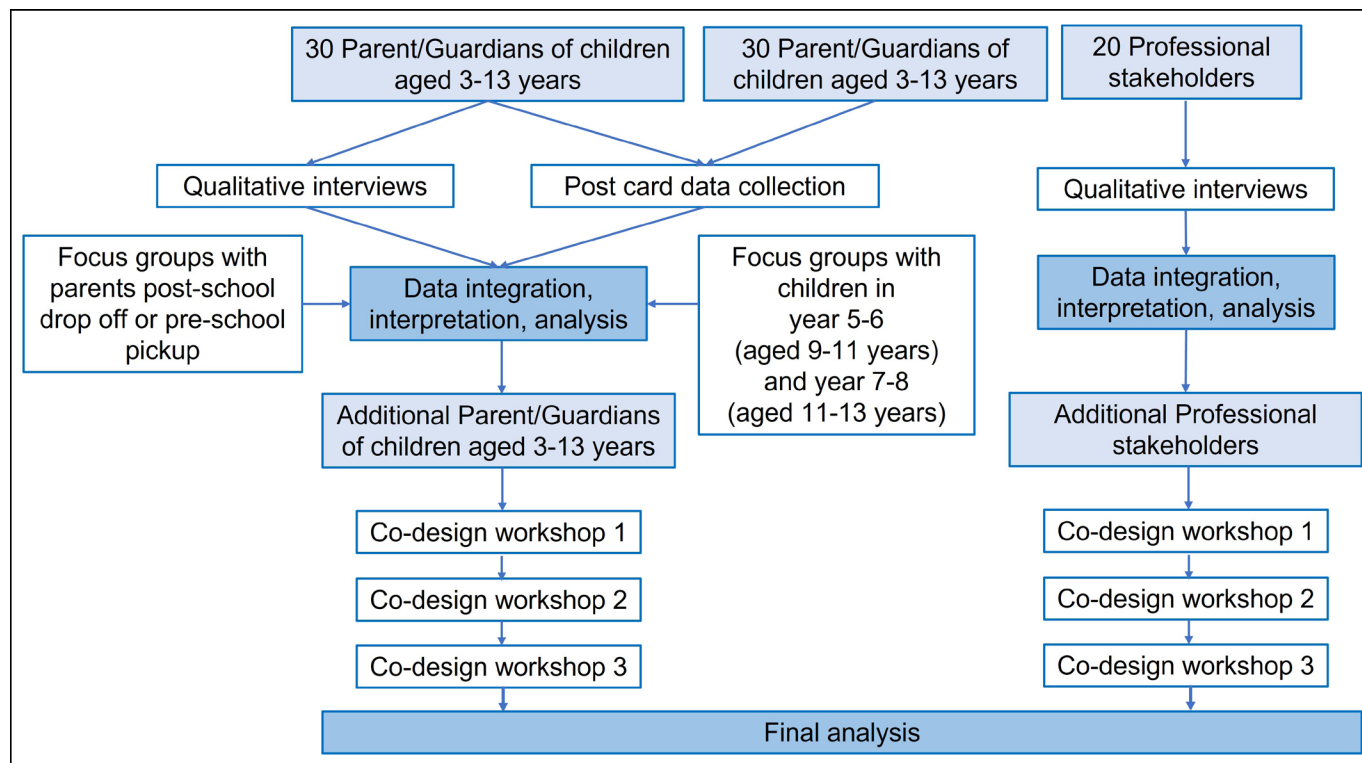 30 Parent/Guardians of children
aged 3-13 years
30 Parent/Guardians of
children aged 3-13 years
20 Professional
stakeholders
Qualitative interviews
Post card data collection
Qualitative interviews
Focus groups with
parents post-school
drop off or pre-school
pickup
Data integration,
interpretation, analysis
Focus groups with
children in
year 5-6
(aged 9-11 years)
and year 7-8
(aged 11-13 years)
Data integration,
interpretation, analysis
Additional Parent/Guardians
of children aged 3-13 years
Additional Professional
stakeholders
Co-design workshop 1
Co-design workshop 1
Co-design workshop 2
Co-design workshop 2
Co-design workshop 3
Co-design workshop 3
Final analysis